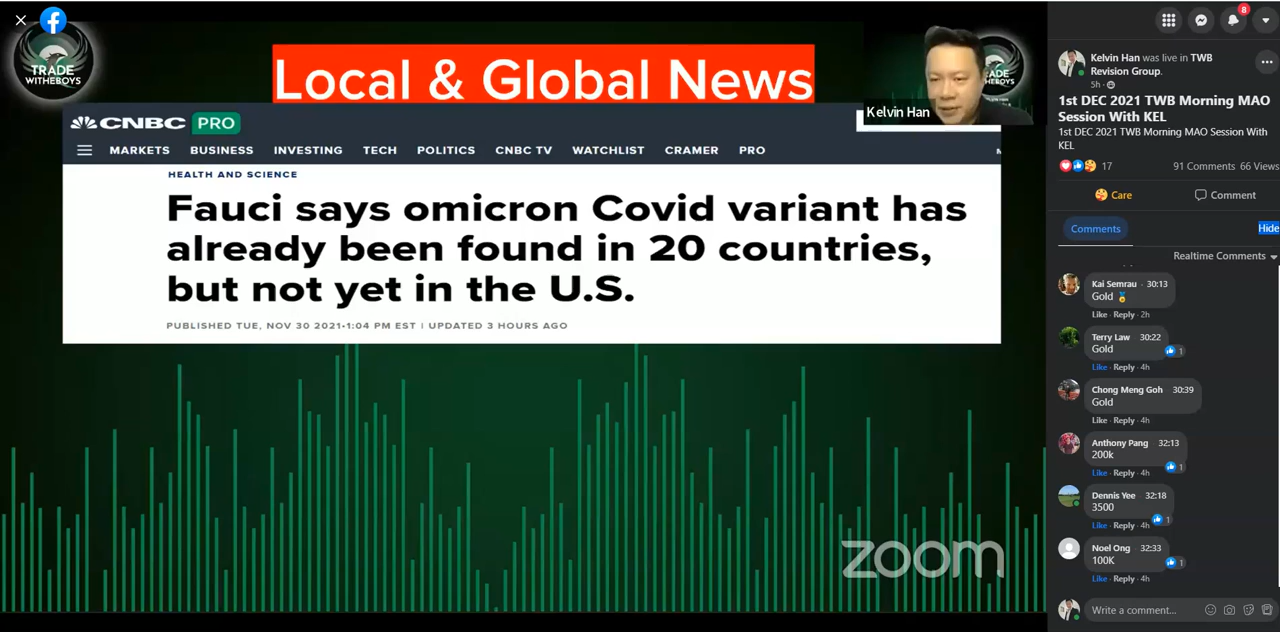 TRADE
WITHEBOYS
Local & Global News
Kelvin Han
CNBC PRO
MARKETS BUSINESS INVESTING TECH POLITICS CNBC TV WATCHLIST CRAMER PRO
HEALTH AND SCIENCE
Fauci says omicron Covid variant has
already been found in 20 countries,
but not yet in the U.S.
PUBLISHED TUE, NOV 30 2021•1:04 PM EST | UPDATED 3 HOURS AGO
zoom
8
Kelvin Han was live in TWB
Revision Group.
5h
1st DEC 2021 TWB Morning MAO
Session With KEL
1st DEC 2021 TWB Morning MAO Session With
KEL
17 91 Comments 66 Views
Care Comment
Comments Hide
Realtime Comments
Kai Semrau · 30:13
Gold
Like · Reply · 2h
Terry Law 30:22
Gold
1
Like · Reply · 4h
Chong Meng Goh 30:39
Gold
Like · Reply · 4h
Anthony Pang 32:13
200k
1
Like · Reply · 4h
Dennis Yee 32:18
3500
1
Like · Reply · 4h
Noel Ong 32:33
100K
1
Like · Reply · 4h
Write a comment...